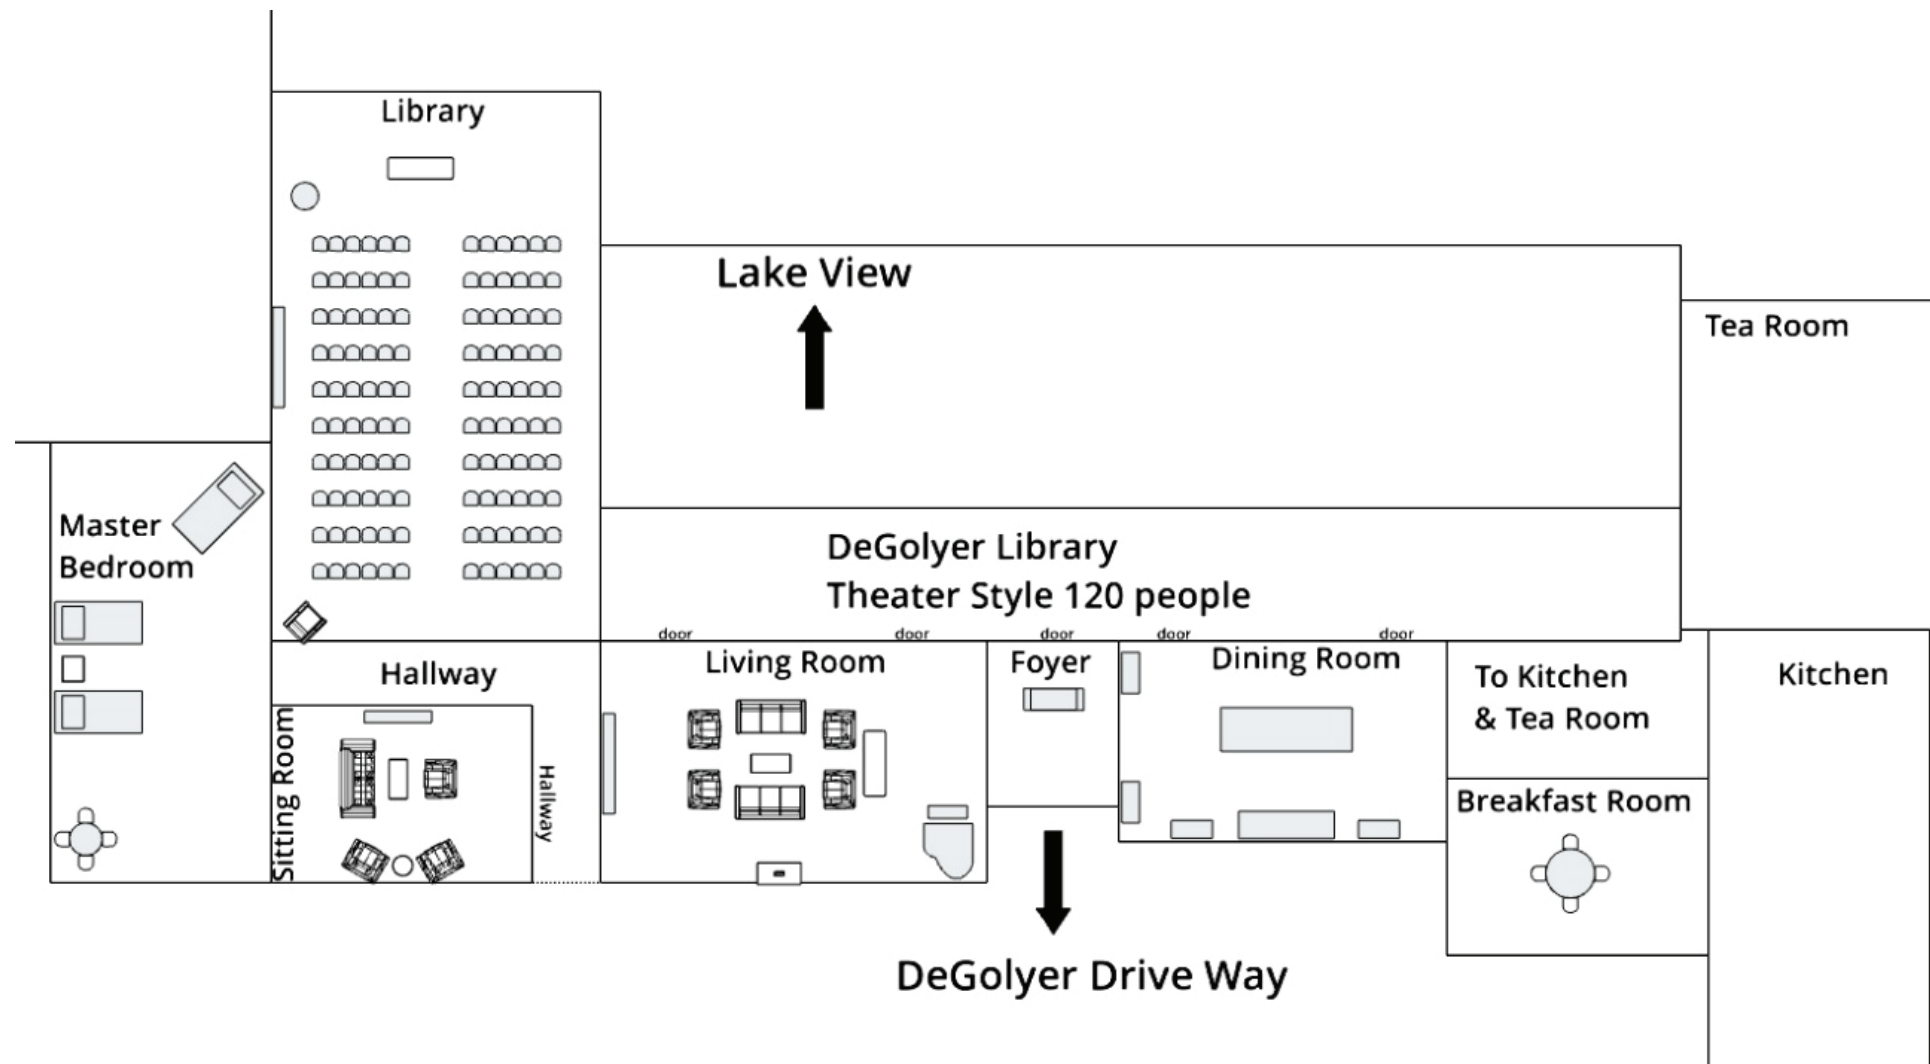 Library
Lake View
Tea Room
Master
Bedroom
DeGolyer Library
Theater Style 120 people
door
door
door
door
door
Hallway
Living Room
Foyer
Dining Room
To Kitchen
& Tea Room
Kitchen
Sitting Room
Hallway
Breakfast Room
DeGolyer Drive Way